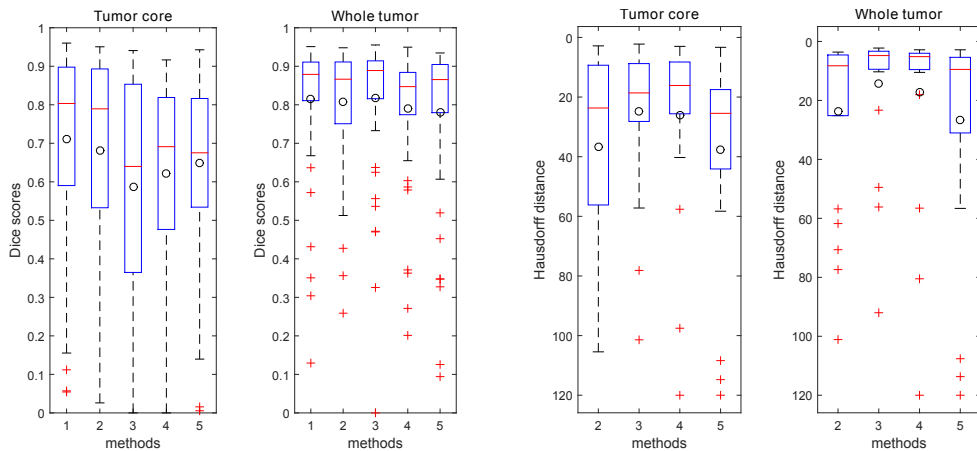 Tumor core
Dice scores
1
0.9
0.8
0.7
0.6
0.5
0.4
0.3
0.2
0.1
0
1 2 3 4 5
methods
Whole tumor
Dice scores
1
0.9
0.8
0.7
0.6
0.5
0.4
0.3
0.2
0.1
0
1 2 3 4 5
methods
Tumor core
Hausdorff distance
0
20
40
60
80
100
120
2 3 4 5
methods
Whole tumor
Hausdorff distance
0
20
40
60
80
100
120
2 3 4 5
methods